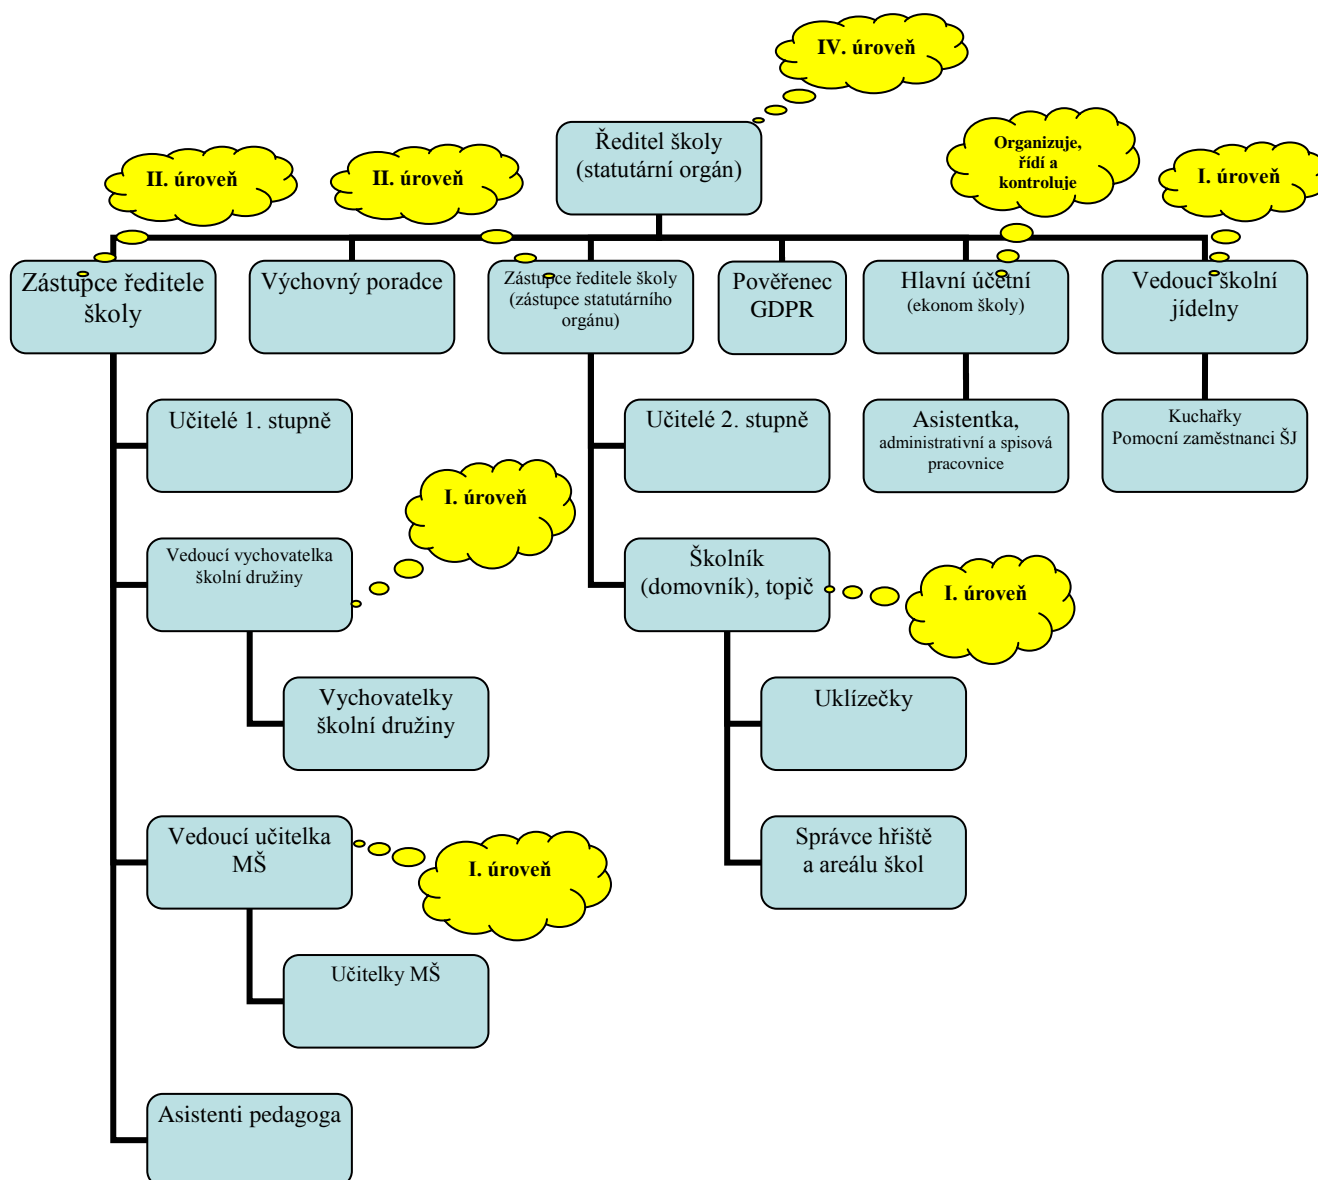 IV. úroveň
Ředitel školy
(statutární orgán)
II. úroveň
II. úroveň
Organizuje,
řídí a
kontroluje
I. úroveň
Zástupce ředitele
školy
Výchovný poradce
Zástupce ředitele školy
(zástupce statutárního
orgánu)
Pověřenec
GDPR
Hlavní účetní
(ekonom školy)
Vedoucí školní
jídelny
Učitelé 1. stupně
Učitelé 2. stupně
Asistentka,
administrativní a spisová
pracovnice
Kuchařky
Pomocní zaměstnanci ŠJ
I. úroveň
Vedoucí vychovatelka
školní družiny
Školník
(domovník), topič
I. úroveň
Vychovatelky
školní družiny
Uklízečky
Vedoucí učitelka
MŠ
I. úroveň
Správce hřiště
a areálu škol
Učitelky MŠ
Asistenti pedagoga